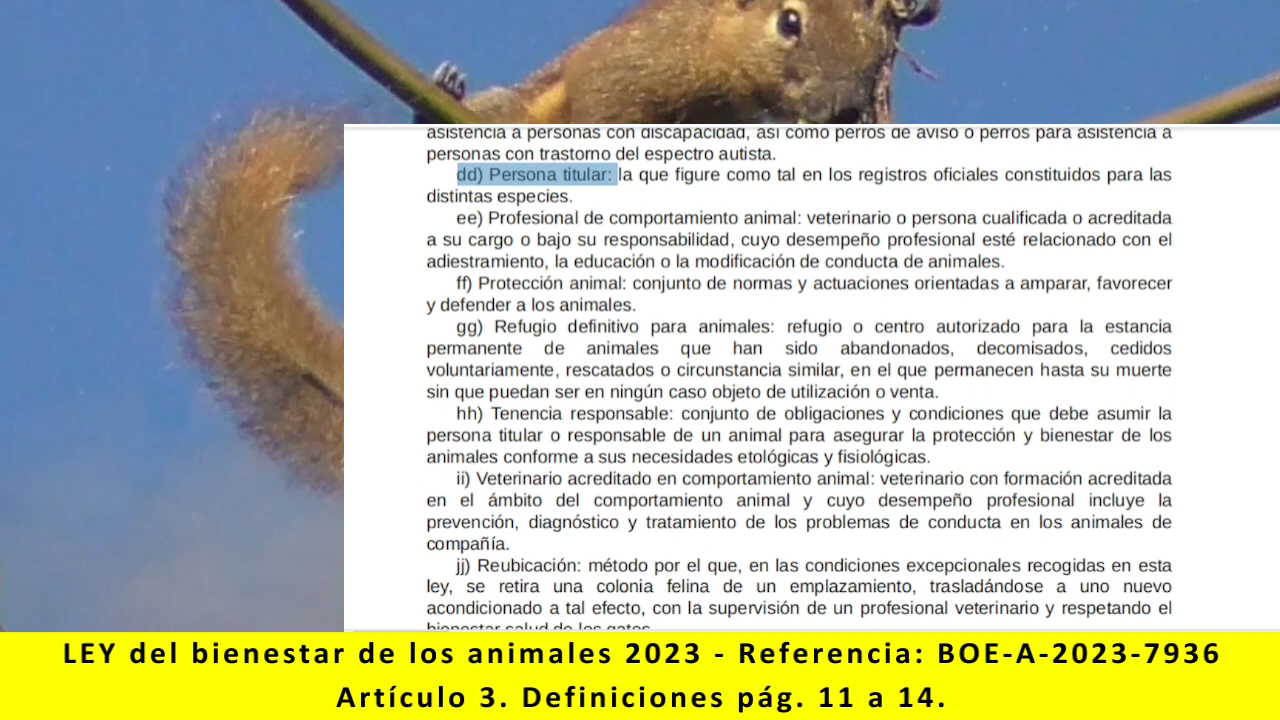 asistencia a personas con discapacidad, así como perros de aviso o perros para asistencia a
personas con trastorno del espectro autista.
dd) Persona titular: la que figure como tal en los registros oficiales constituidos para las
distintas especies.
ee) Profesional de comportamiento animal: veterinario o persona cualificada o acreditada
a su cargo o bajo su responsabilidad, cuyo desempeño profesional esté relacionado con el
adiestramiento, la educación o la modificación de conducta de animales.
ff) Protección animal: conjunto de normas y actuaciones orientadas a amparar, favorecer
y defender a los animales.
gg) Refugio definitivo para animales: refugio o centro autorizado para la estancia
permanente de animales que han sido abandonados, decomisados, cedidos
voluntariamente, rescatados o circunstancia similar, en el que permanecen hasta su muerte
sin que puedan ser en ningún caso objeto de utilización o venta.
hh) Tenencia responsable: conjunto de obligaciones y condiciones que debe asumir la
persona titular o responsable de un animal para asegurar la protección y bienestar de los
animales conforme a sus necesidades etológicas y fisiológicas.
ii) Veterinario acreditado en comportamiento animal: veterinario con formación acreditada
en el ámbito del comportamiento animal y cuyo desempeño profesional incluye la
prevención, diagnóstico y tratamiento de los problemas de conducta en los animales de
compañía.
jj) Reubicación: método por el que, en las condiciones excepcionales recogidas en esta
ley, se retira una colonia felina de un emplazamiento, trasladándose a uno nuevo
acondicionado a tal efecto, con la supervisión de un profesional veterinario y respetando el
bienestar salud de los gatos.
LEY del bienestar de los animales 2023 - Referencia: BOE-A-2023-7936
Artículo 3. Definiciones pág. 11 a 14.